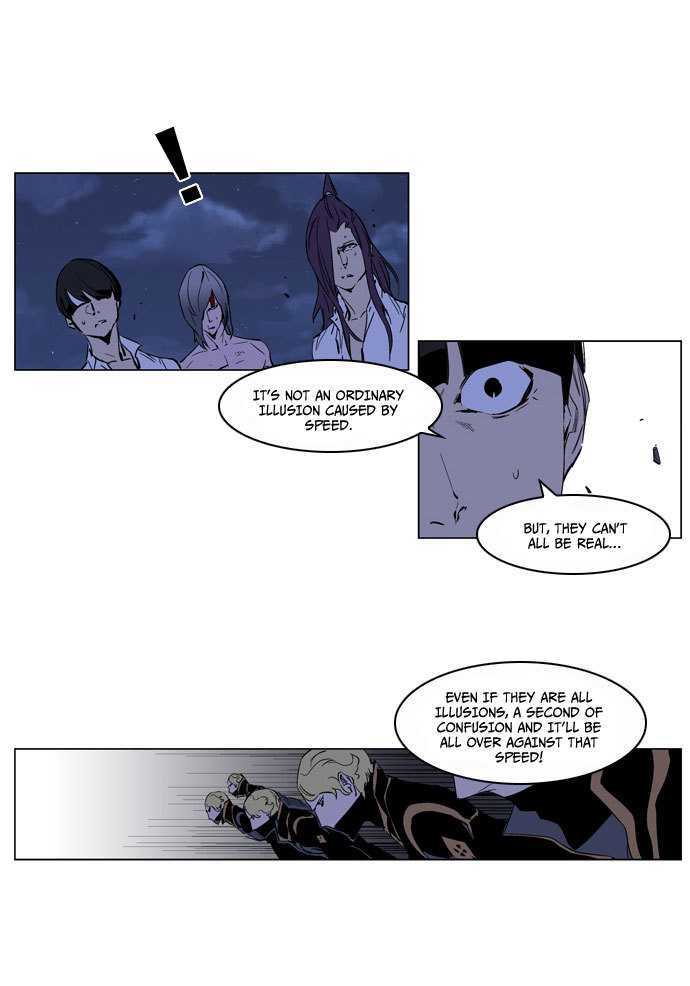 !
IT'S NOT AN ORDINARY
ILLUSION CAUSED BY
SPEED.
BUT, THEY CAN'T
ALL BE REAL...
EVEN IF THEY ARE ALL
ILLUSIONS, A SECOND OF
CONFUSION AND IT'LL BE
ALL OVER AGAINST THAT
SPEED!